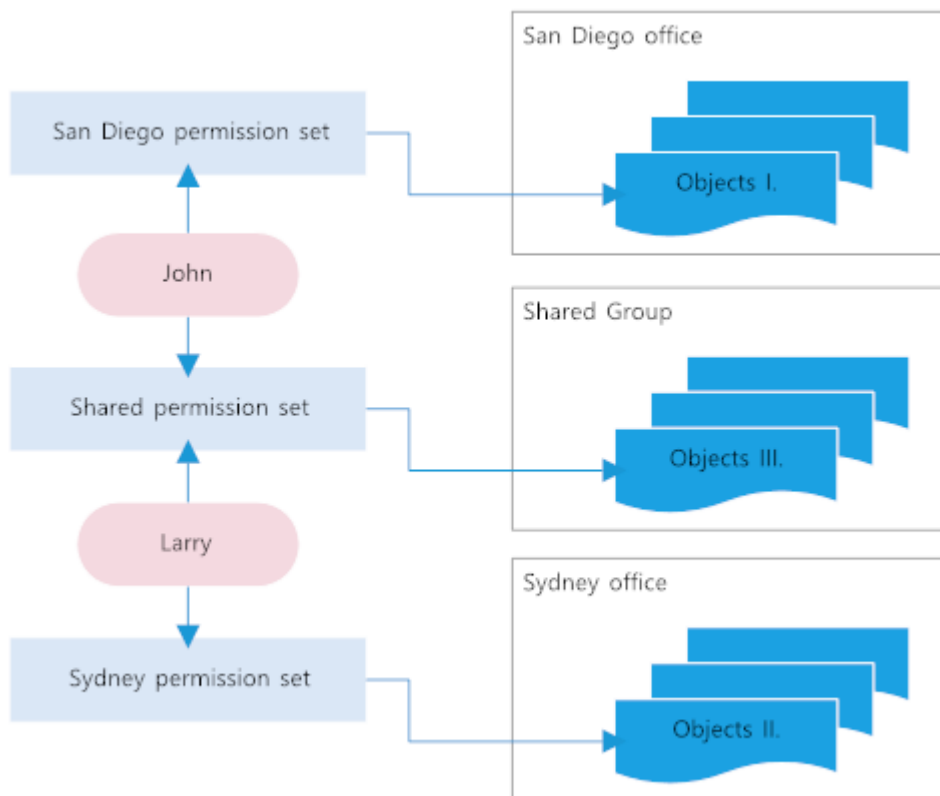 San Diego office
San Diego permission set
Objects I.
John
Shared Group
Shared permission set
Objects III.
Larry
Sydney office
Sydney permission set
Objects II.